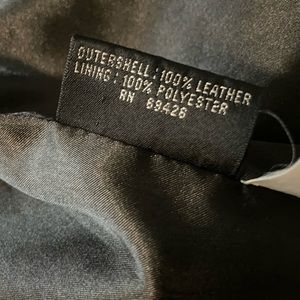 OUTERSHELL:100% LEATHER
LINING:100% POLYESTER
RN 69426